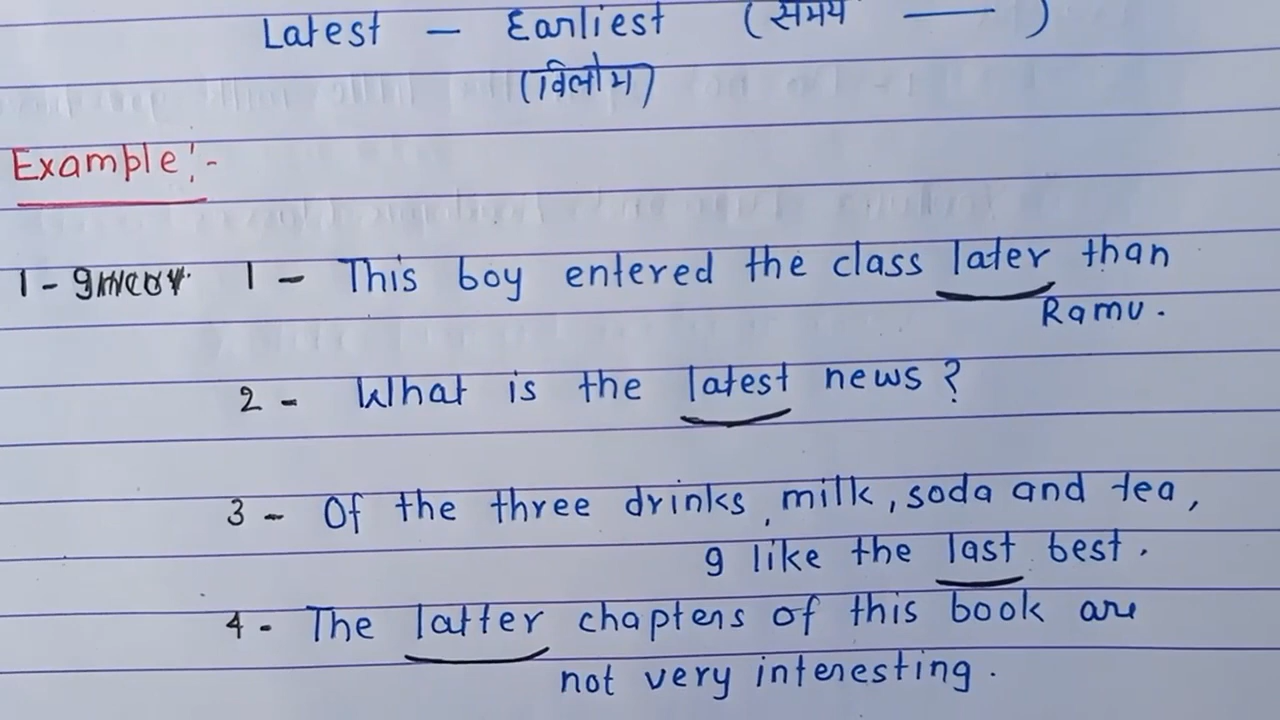 Latest — Earliest (समय —— )
(विलोम)
Example:-
1 - 1 - This boy entered the class later than
Ramu.
2 - What is the latest news?
3 - Of the three drinks, milk, soda and tea,
I like the last best.
4 - The latter chapters of this book are
not very interesting.